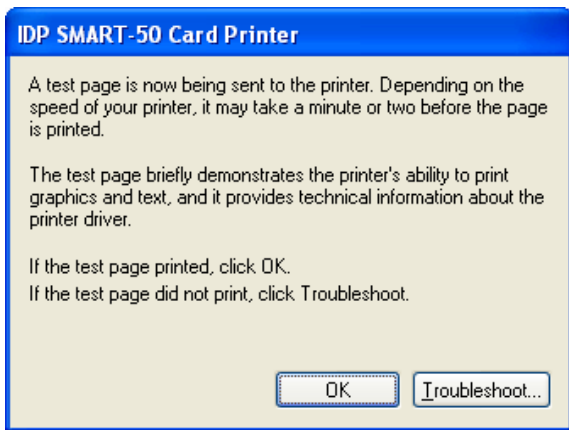 IDP SMART-50 Card Printer
A test page is now being sent to the printer. Depending on the
speed of your printer, it may take a minute or two before the page
is printed.
The test page briefly demonstrates the printer's ability to print
graphics and text, and it provides technical information about the
printer driver.
If the test page printed, click OK.
If the test page did not print, click Troubleshoot.
OK
Troubleshoot...